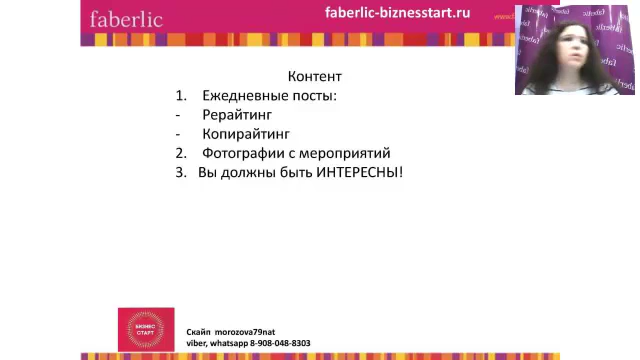 faberlic
faberlic-biznesstart.ru
Контент
1. Ежедневные посты:
- Рерайтинг
- Копирайтинг
2. Фотографии с мероприятий
3. Вы должны быть ИНТЕРЕСНЫ!
БИЗНЕС
СТАРТ
Скайп morozova79nat
viber, whatsapp 8-908-048-8303